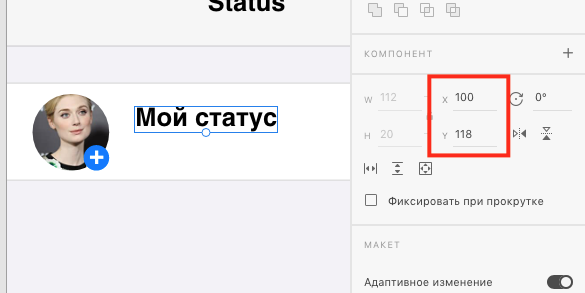 Status
КОМПОНЕНТ +
W 112 X 100 0°
Мой статус
H 20 Y 118
Фиксировать при прокрутке
МАКЕТ
Адаптивное изменение